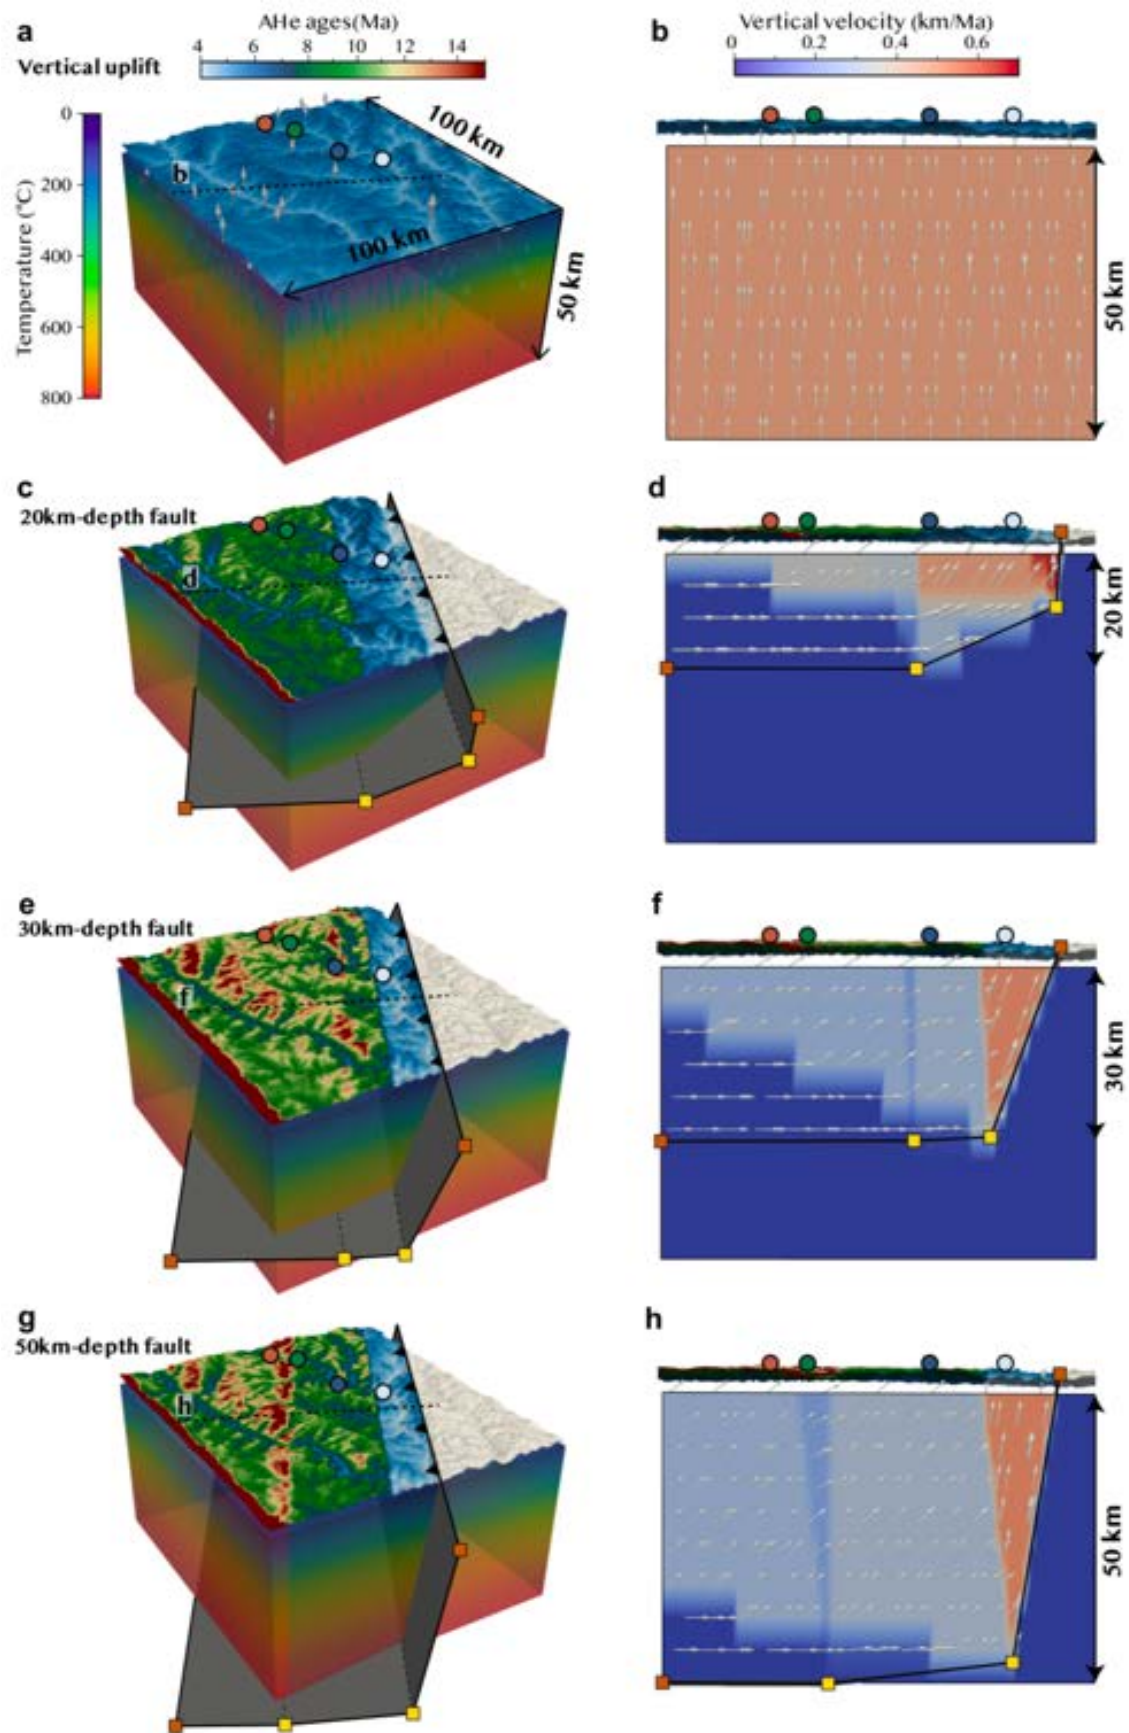 a
AHe ages(Ma)
4 6 8 10 12 14
Vertical uplift
b
Vertical velocity (km/Ma)
0 0.2 0.4 0.6
0
200
400
600
800
Temperature (°C)
b
100 km
100 km
50 km
50 km
c
20km-depth fault
d
d
20 km
e
30km-depth fault
f
f
30 km
g
50km-depth fault
h
h
50 km